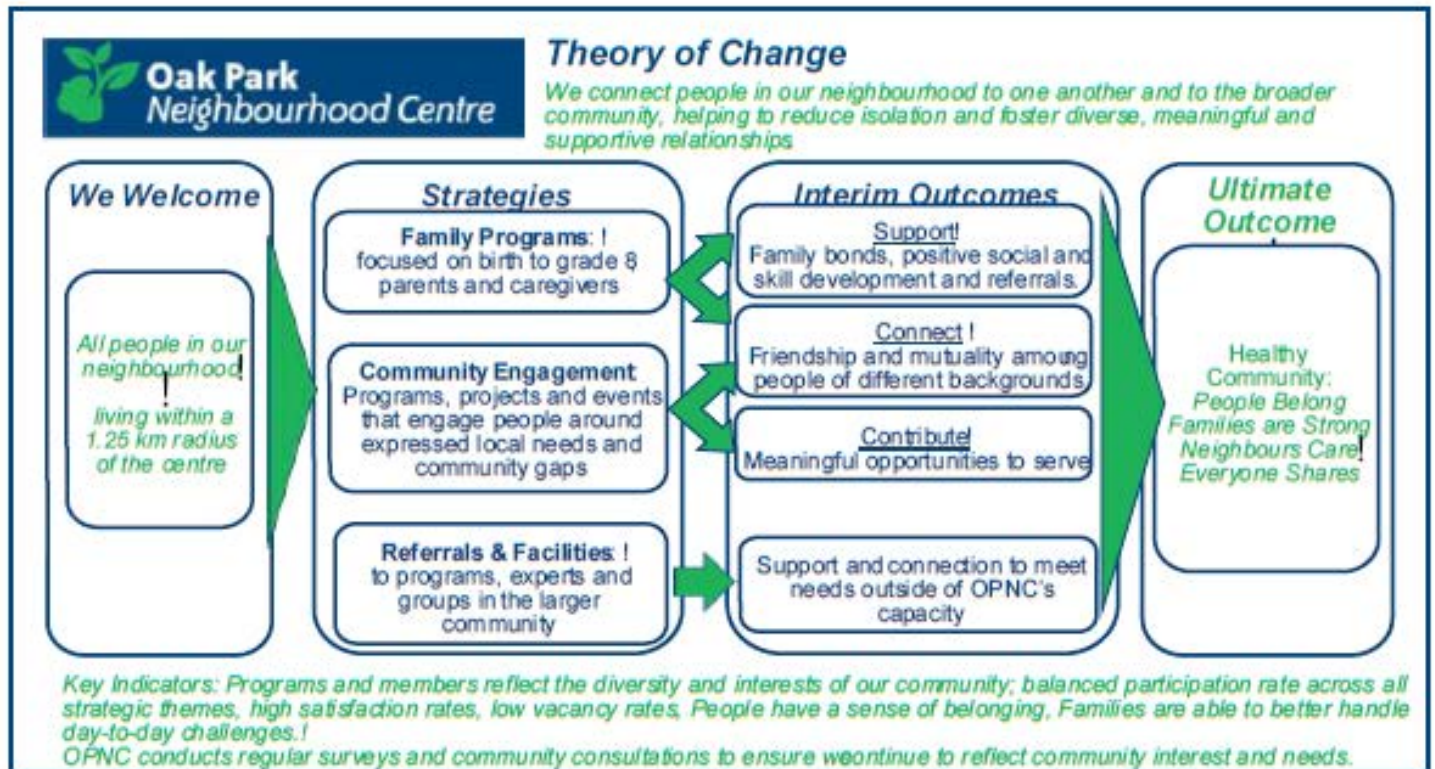 Oak Park
Neighbourhood Centre
Theory of Change
We connect people in our neighbourhood to one another and to the broader
community, helping to reduce isolation and foster diverse, meaningful and
supportive relationships
We Welcome
All people in our
neighbourhood!
!
living within a
1.25 km radius
of the centre
Strategies
Family Programs: !
focused on birth to grade 8,
parents and caregivers
Community Engagement
Programs, projects and events
that engage people around
expressed local needs and
community gaps
Referrals & Facilities: !
to programs, experts and
groups in the larger
community
Interim Outcomes
Support!
Family bonds, positive social and
skill development and referrals.
Connect !
Friendship and mutuality among
people of different backgrounds
Contribute!
Meaningful opportunities to serve
Support and connection to meet
needs outside of OPNC's
capacity
Ultimate
Outcome
Healthy
Community:
People Belong
Families are Strong
Neighbours Care!
Everyone Shares
Key Indicators: Programs and members reflect the diversity and interests of our community; balanced participation rate across all
strategic themes, high satisfaction rates, low vacancy rates, People have a sense of belonging, Families are able to better handle
day-to-day challenges.!
OPNC conducts regular surveys and community consultations to ensure weontinue to reflect community interest and needs.